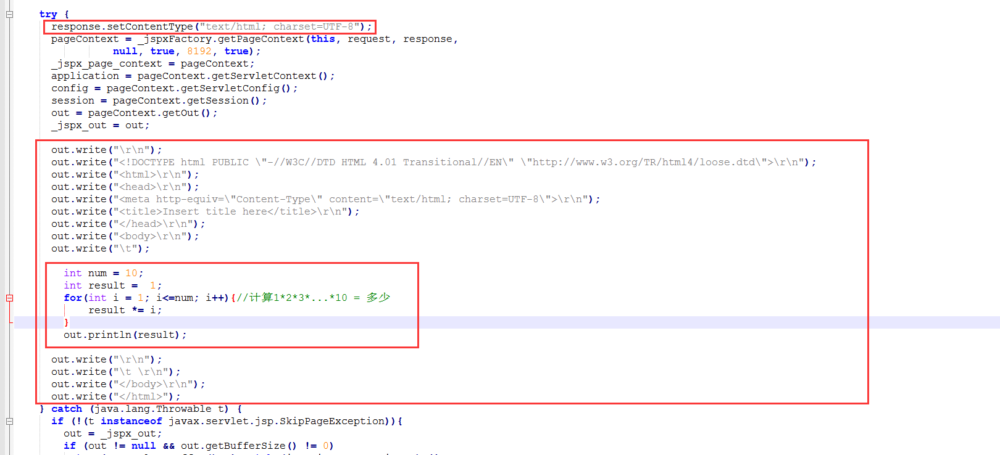 try {
response.setContentType("text/html; charset=UTF-8");
pageContext = _jspxFactory.getPageContext(this, request, response,
null, true, 8192, true);
_jspx_page_context = pageContext;
application = pageContext.getServletContext();
config = pageContext.getServletConfig();
session = pageContext.getSession();
out = pageContext.getOut();
_jspx_out = out;
out.write("\r\n");
out.write("<!DOCTYPE html PUBLIC \"-//W3C//DTD HTML 4.01 Transitional//EN\" \"http://www.w3.org/TR/html4/loose.dtd\">\r\n");
out.write("<html>\r\n");
out.write("<head>\r\n");
out.write("<meta http-equiv=\"Content-Type\" content=\"text/html; charset=UTF-8\">\r\n");
out.write("<title>Insert title here</title>\r\n");
out.write("</head>\r\n");
out.write("<body>\r\n");
out.write("\t");
int num = 10;
int result =  1;
for(int i = 1; i<=num; i++){//计算1*2*3*...*10 = 多少
result *= i;
}
out.println(result);
out.write("\r\n");
out.write("\t \r\n");
out.write("</body>\r\n");
out.write("</html>");
} catch (java.lang.Throwable t) {
if (!(t instanceof javax.servlet.jsp.SkipPageException)){
out = _jspx_out;
if (out != null && out.getBufferSize() != 0)